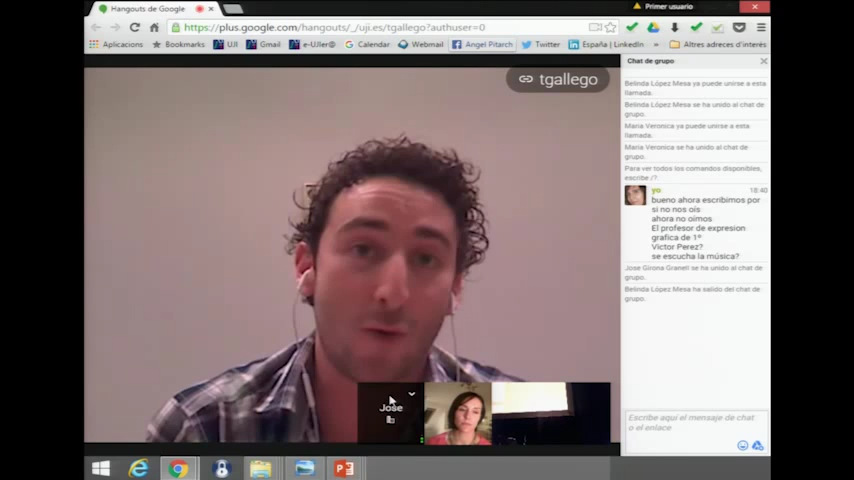 Hangouts de Google
Primer usuario
https://plus.google.com/hangouts/_/uji.es/tgallego?authuser=0
Aplicacions
Bookmarks
UJI
Gmail
e-UJIer@
Google
Calendar
Webmail
Angel Pitarch
Twitter
España | LinkedIn
»
Altres adreces d'interés
tgallego
Chat de grupo
Belinda López Mesa ya puede unirse a esta
llamada.
Belinda López Mesa se ha unido al chat de
grupo.
Maria Veronica ya puede unirse a esta
llamada.
Maria Veronica se ha unido al chat de
grupo.
Para ver todos los comandos disponibles,
escribe /?.
yo
18:40
bueno ahora escribimos por
si no nos oís
ahora no oimos
El profesor de expresion
grafica de 1º
Victor Perez?
se escucha la música?
Jose Girona Granell se ha unido al chat de
grupo.
Belinda López Mesa ha salido del chat de
grupo.
Jose
Escribe aquí el mensaje de chat
o el enlace